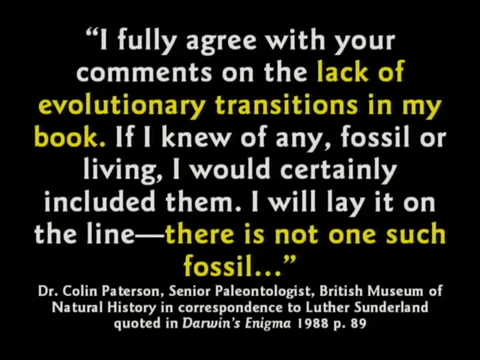 “I fully agree with your
comments on the lack of
evolutionary transitions in my
book. If I knew of any, fossil or
living, I would certainly
included them. I will lay it on
the line—there is not one such
fossil...”
Dr. Colin Paterson, Senior Paleontologist, British Museum of
Natural History in correspondence to Luther Sunderland
quoted in Darwin's Enigma 1988 p. 89